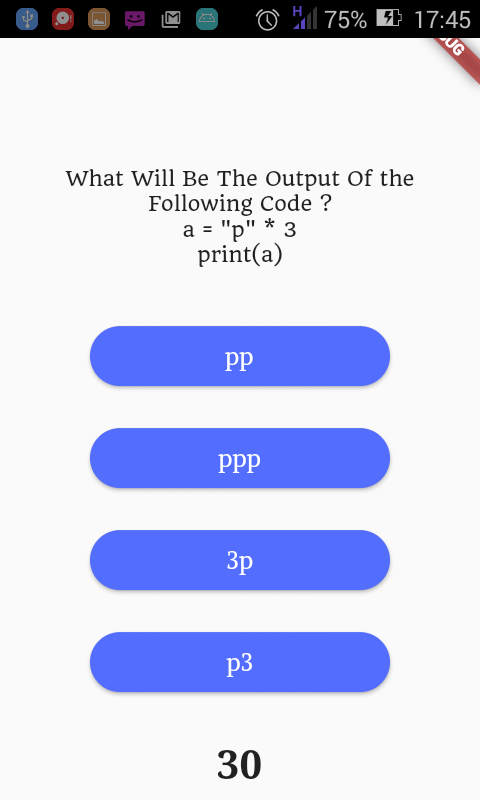 H 75% 17:45
What Will Be The Output Of the
Following Code ?
a = "p" * 3
print(a)
pp
ppp
3p
p3
30